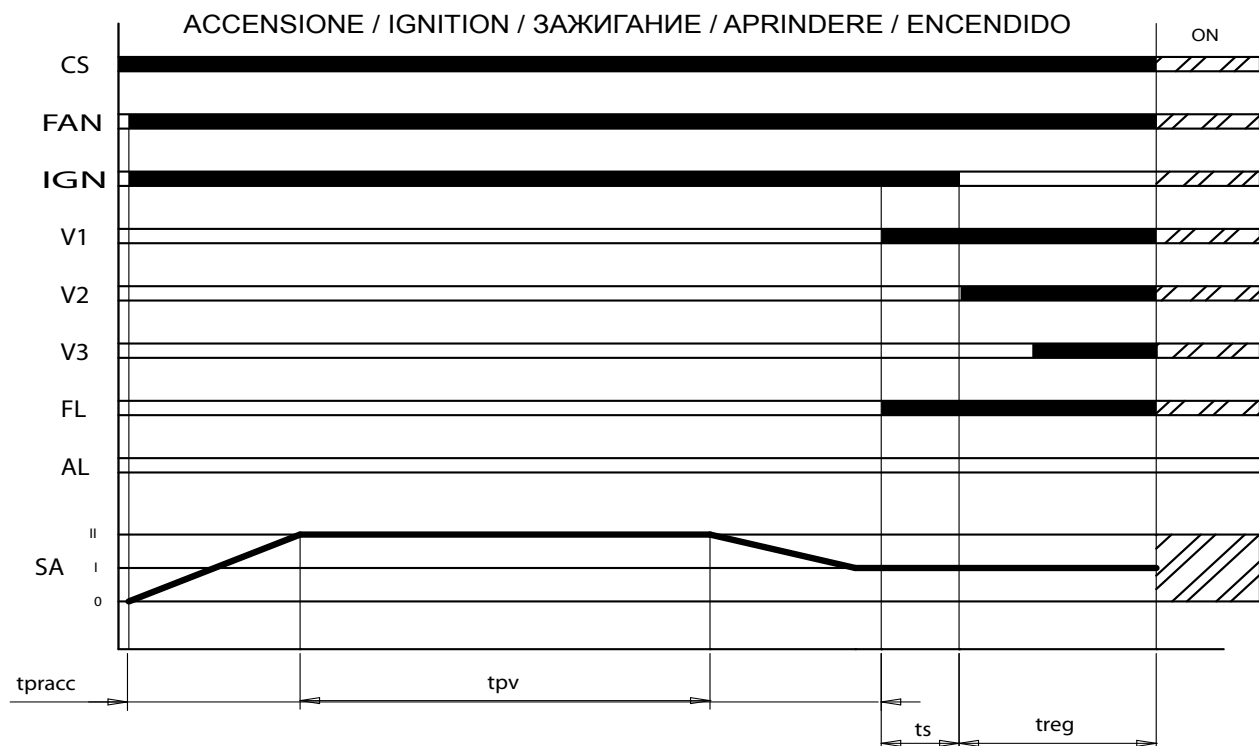 ACCENSIONE / IGNITION / ЗАЖИГАНИЕ / APRINDERE / ENCENDIDO
ON
CS
FAN
IGN
V1
V2
V3
FL
AL
II
SA
I
0
tpracc
tpv
ts
treg